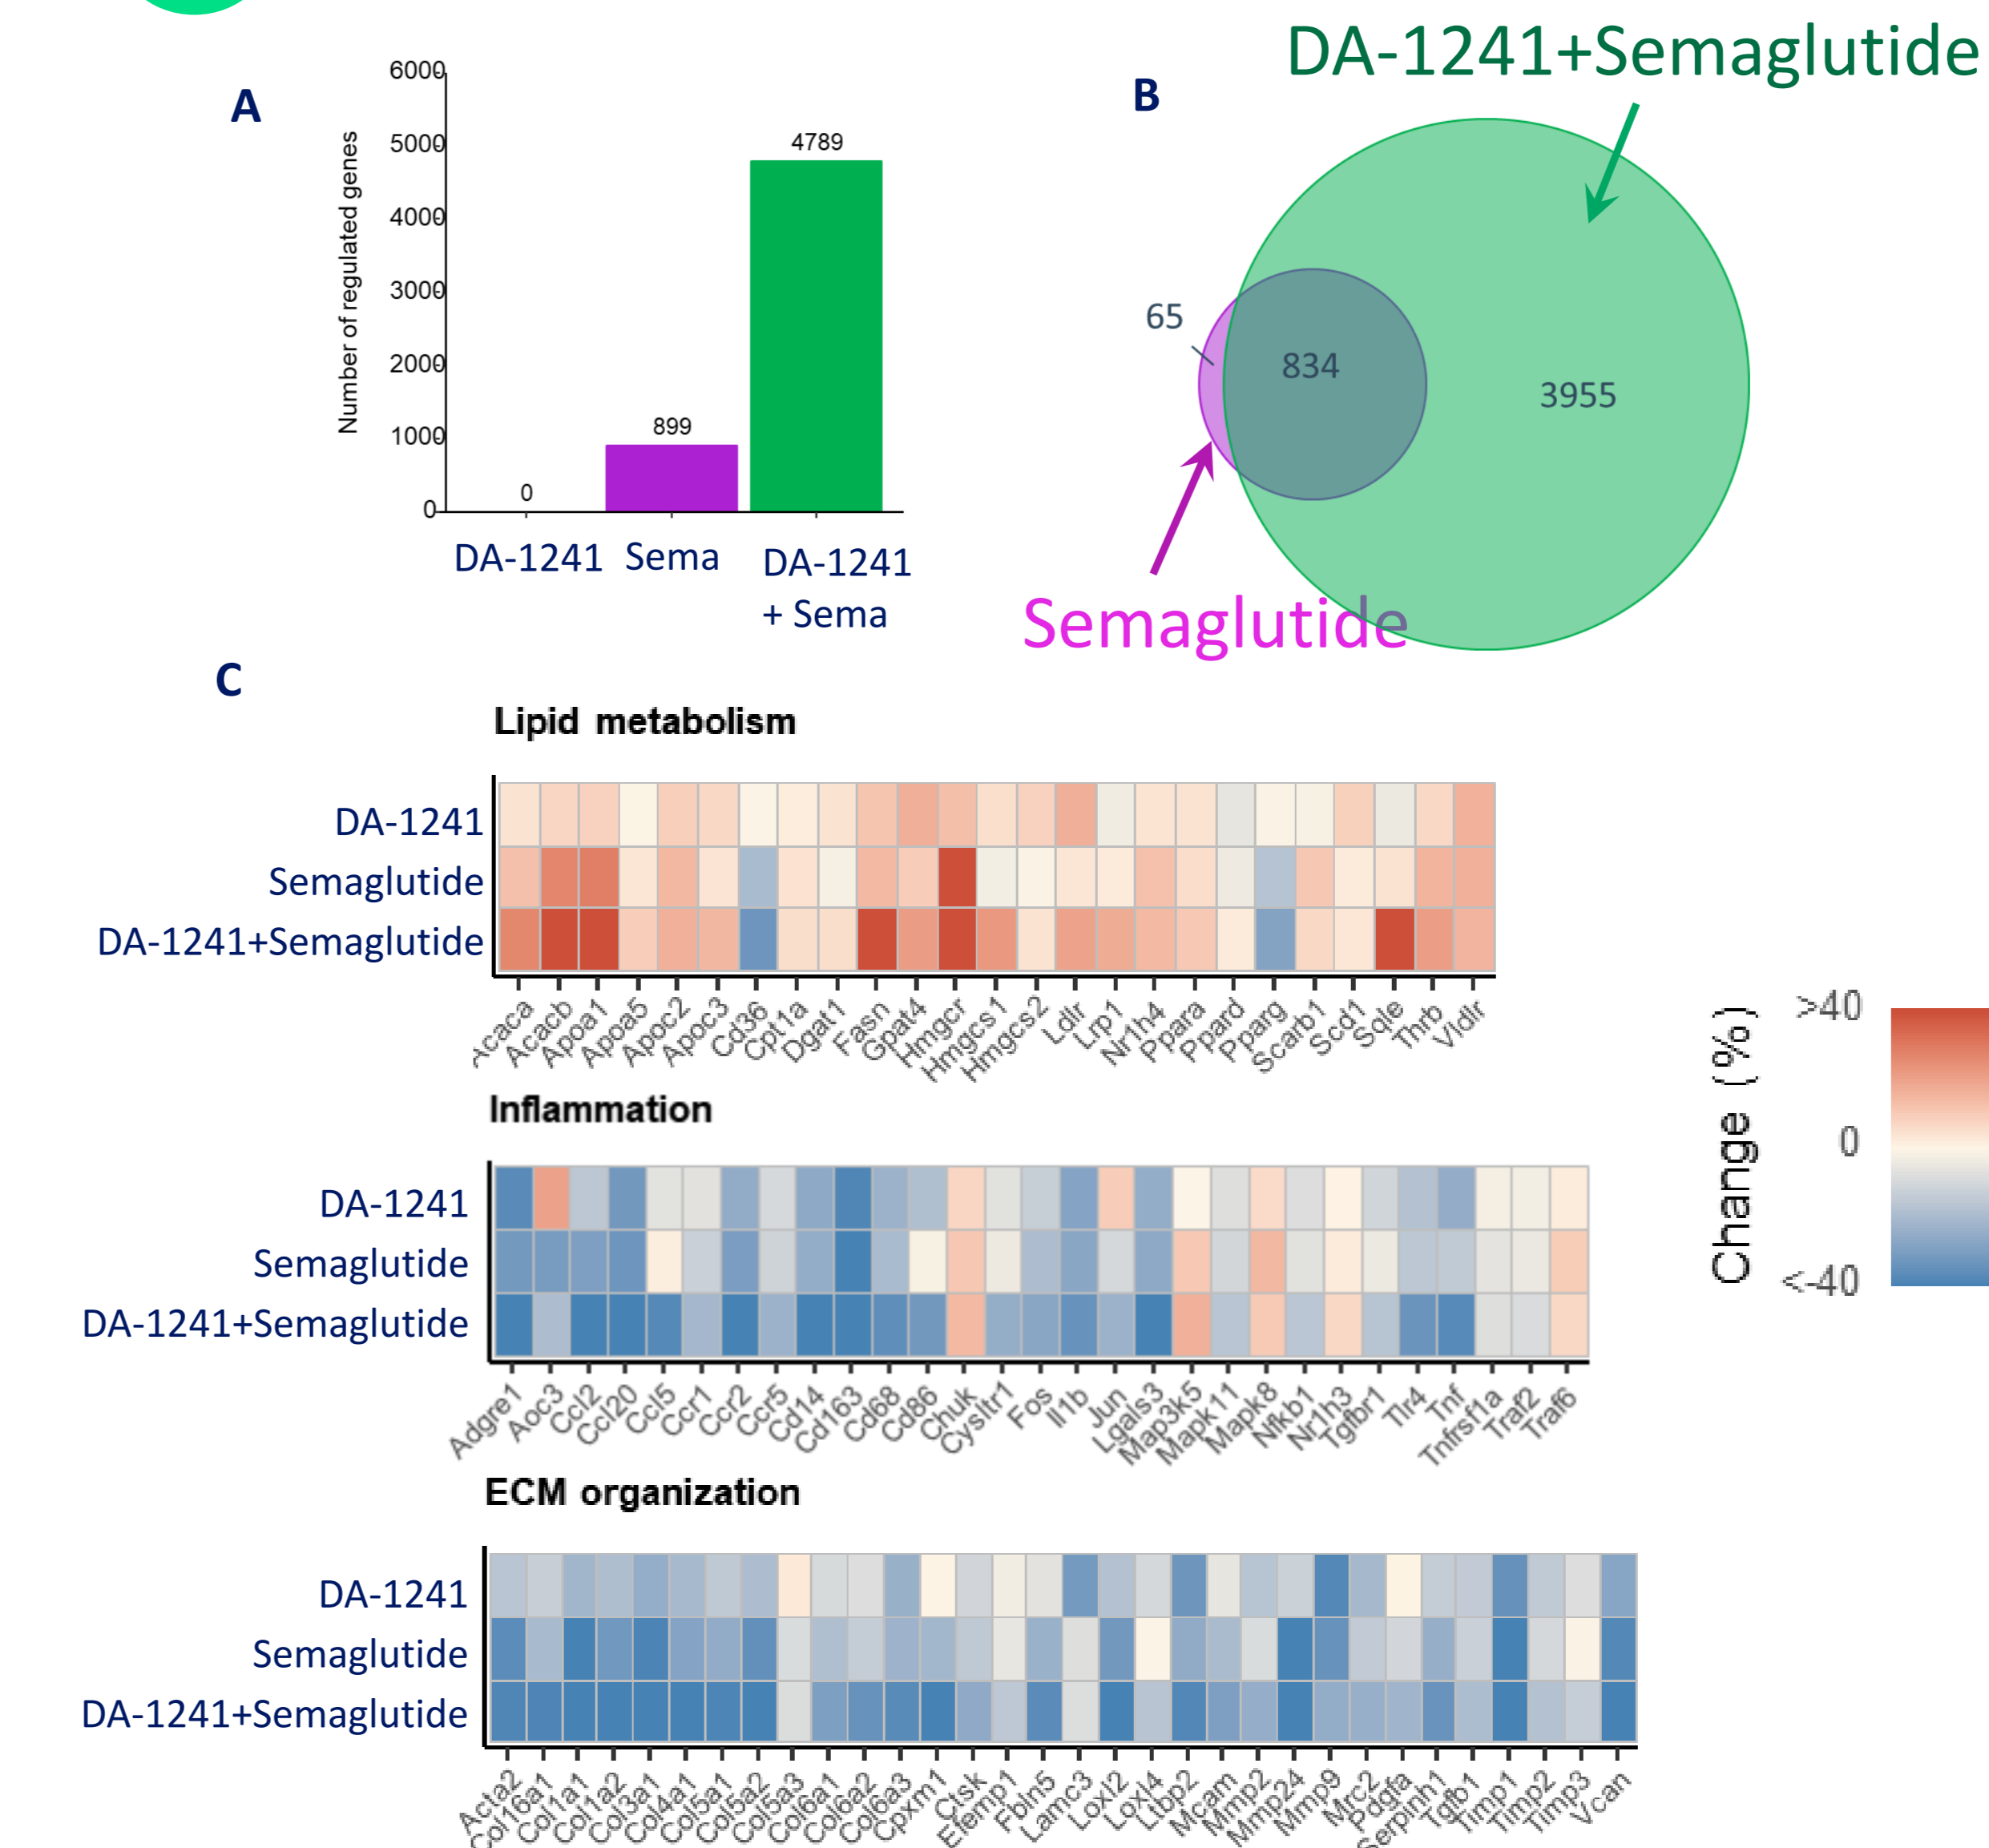 A
6000
5000
4000
3000
2000
1000
0
Number of regulated genes
0
899
4789
DA-1241
Sema
DA-1241
+ Sema
B
DA-1241+Semaglutide
65
834
3955
Semaglutide
C
Lipid metabolism
DA-1241
Semaglutide
DA-1241+Semaglutide
Acaca Acacb Apoa1 Apoa5 Apoc2 Apoc3 Cd36 Cpt1a Dgat1 Fasn Gpat4 Hmgcr Hmgcs1 Hmgcs2 Ldlr Lrp1 Nr1h4 Ppara Ppard Pparg Scarb1 Scd1 Sqle Thrb Vldlr
Change (%)
>40
0
<-40
Inflammation
DA-1241
Semaglutide
DA-1241+Semaglutide
Adgre1 Aoc3 Ccl2 Ccl20 Ccl5 Ccr1 Ccr2 Ccr5 Cd14 Cd163 Cd68 Cd86 Chuk Cysltr1 Fos Il1b Jun Lgals3 Map3k5 Mapk11 Mapk8 Nfkb1 Nr1h3 Tgfbr1 Tlr4 Tnf Tnfrsf1a Traf2 Traf6
ECM organization
DA-1241
Semaglutide
DA-1241+Semaglutide
Acta2 Col16a1 Col1a1 Col1a2 Col3a1 Col4a1 Col5a1 Col5a2 Col5a3 Col6a1 Col6a2 Col6a3 Cpxm1 Ctsk Efemp1 Fbln5 Lamc3 Loxl2 Loxl4 Ltbp2 Mcam Mmp2 Mmp24 Mmp9 Mrc2 Pdgfa Serpinh1 Tgfb1 Timp1 Timp2 Timp3 Vcan